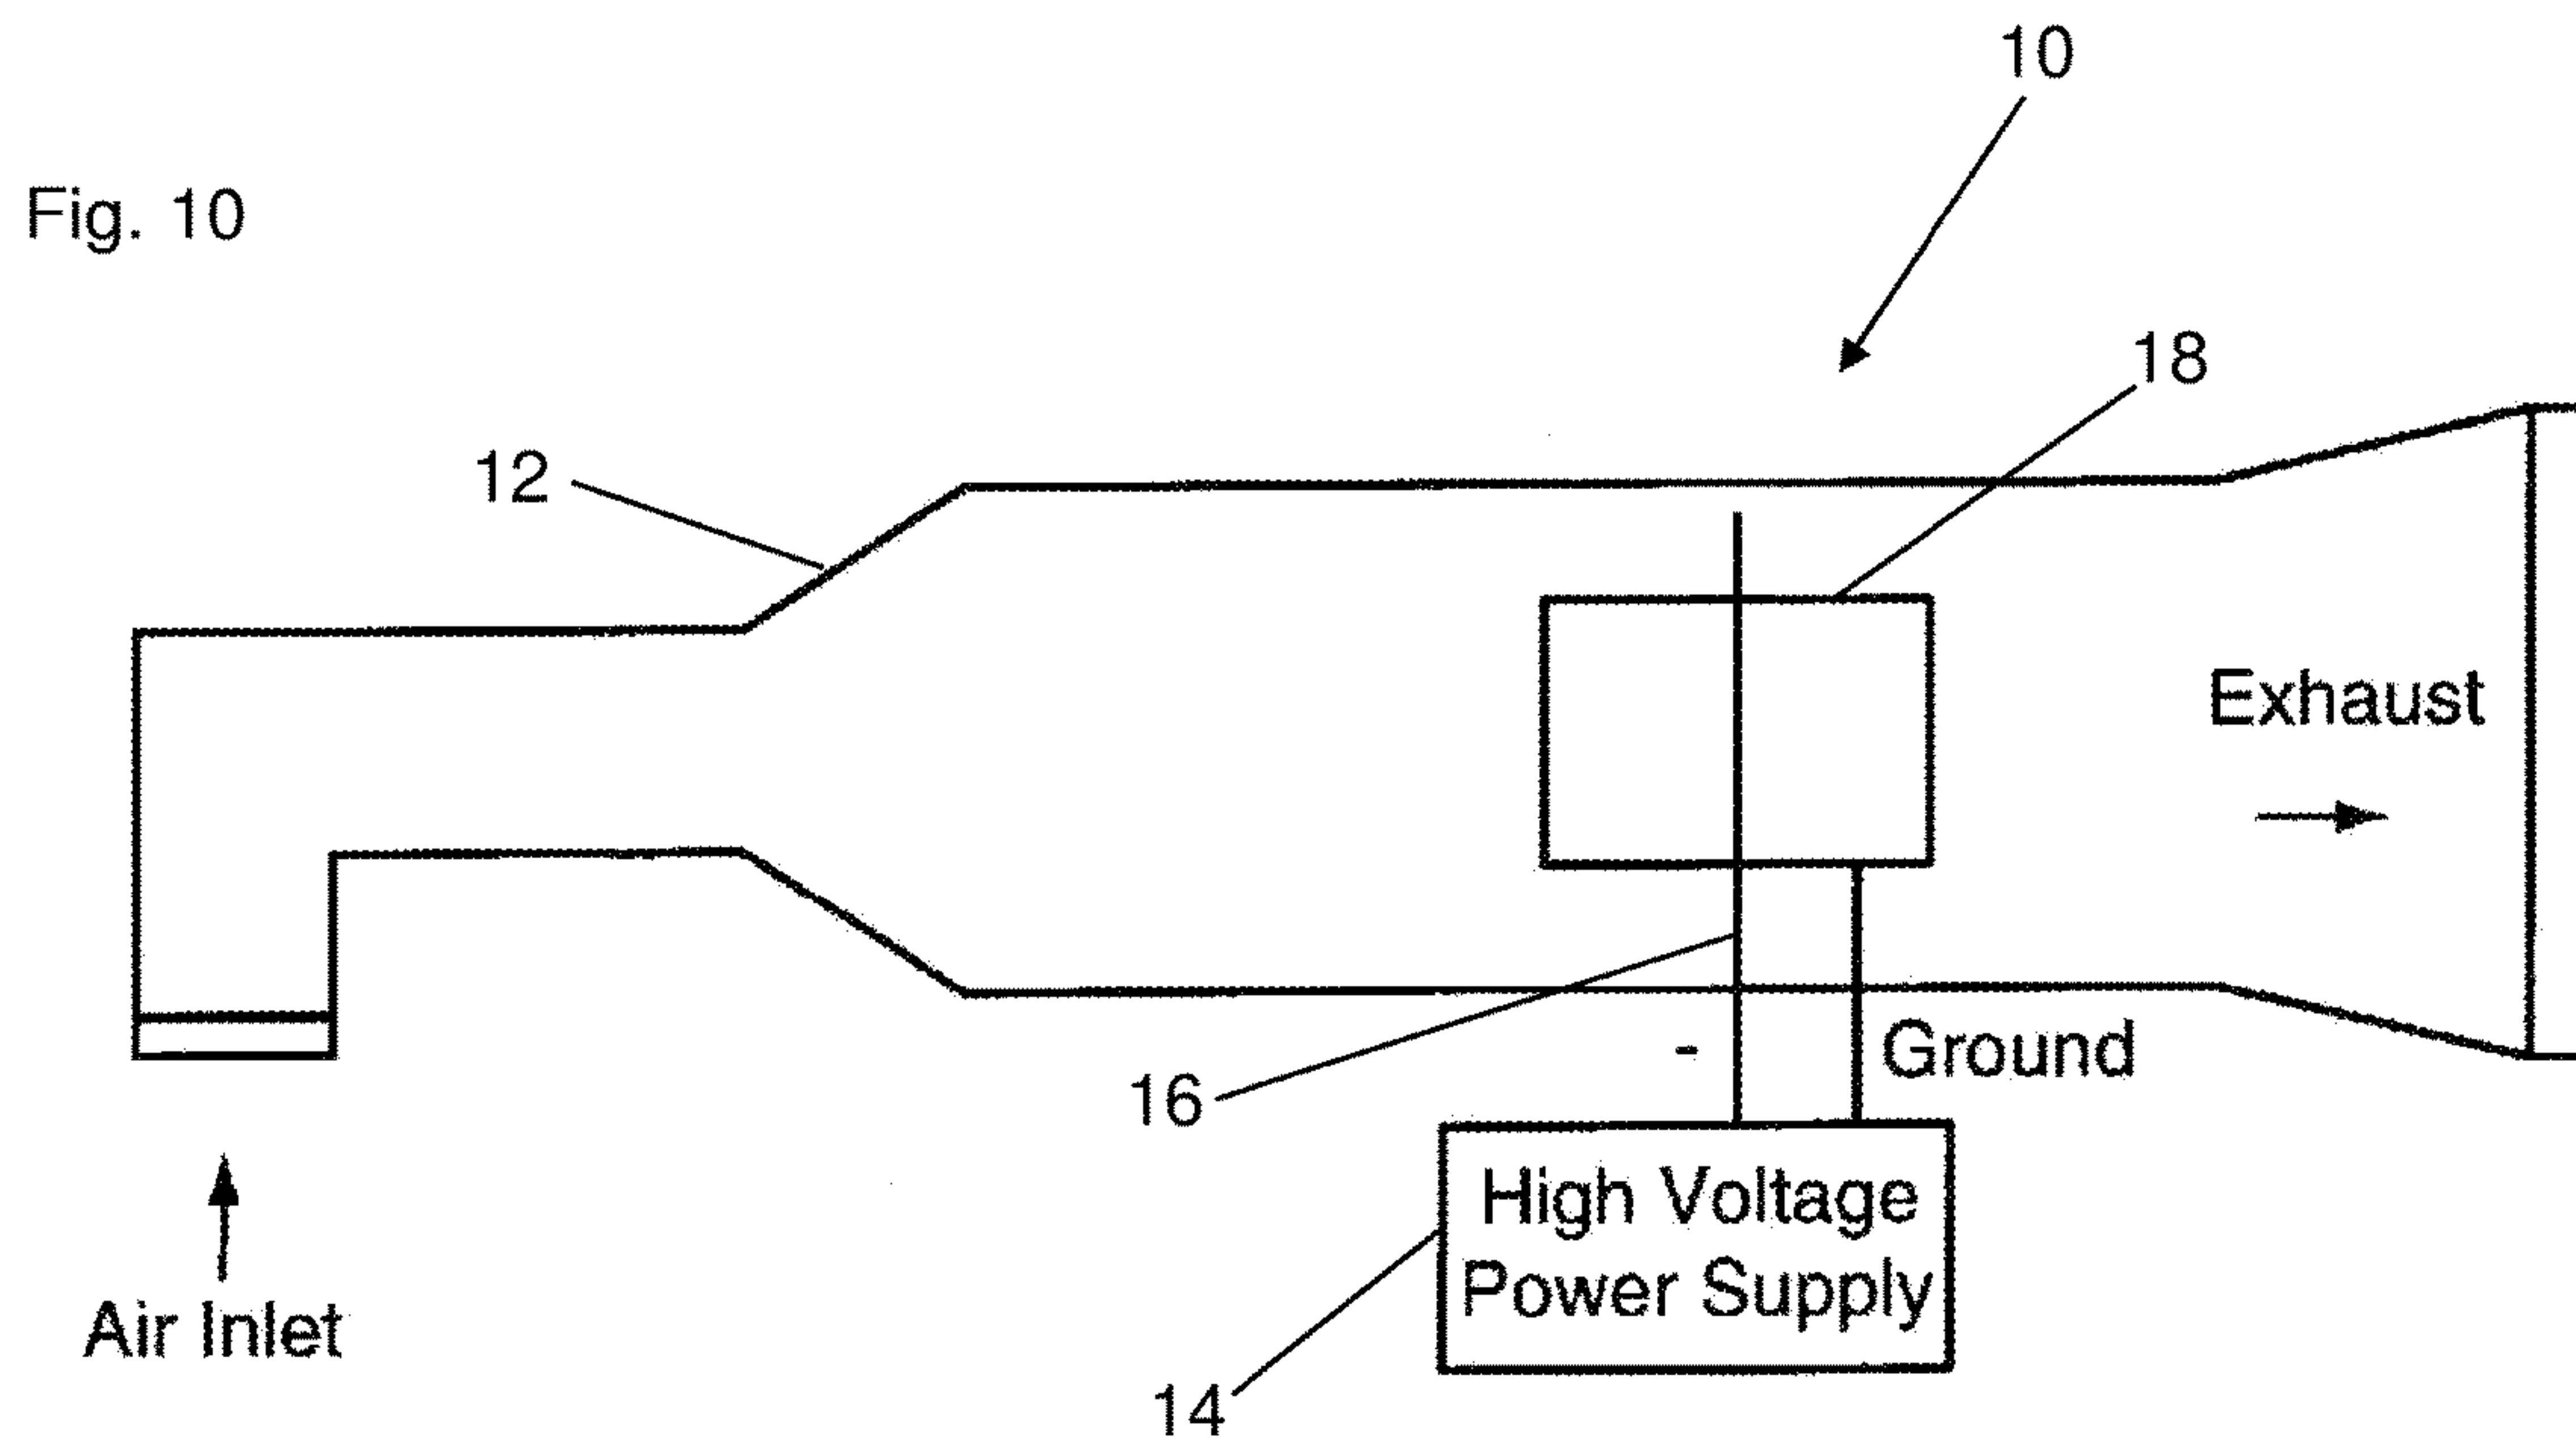 10
Fig. 10
18
12
Exhaust
-
Ground
16
High Voltage
Power Supply
Air Inlet
14